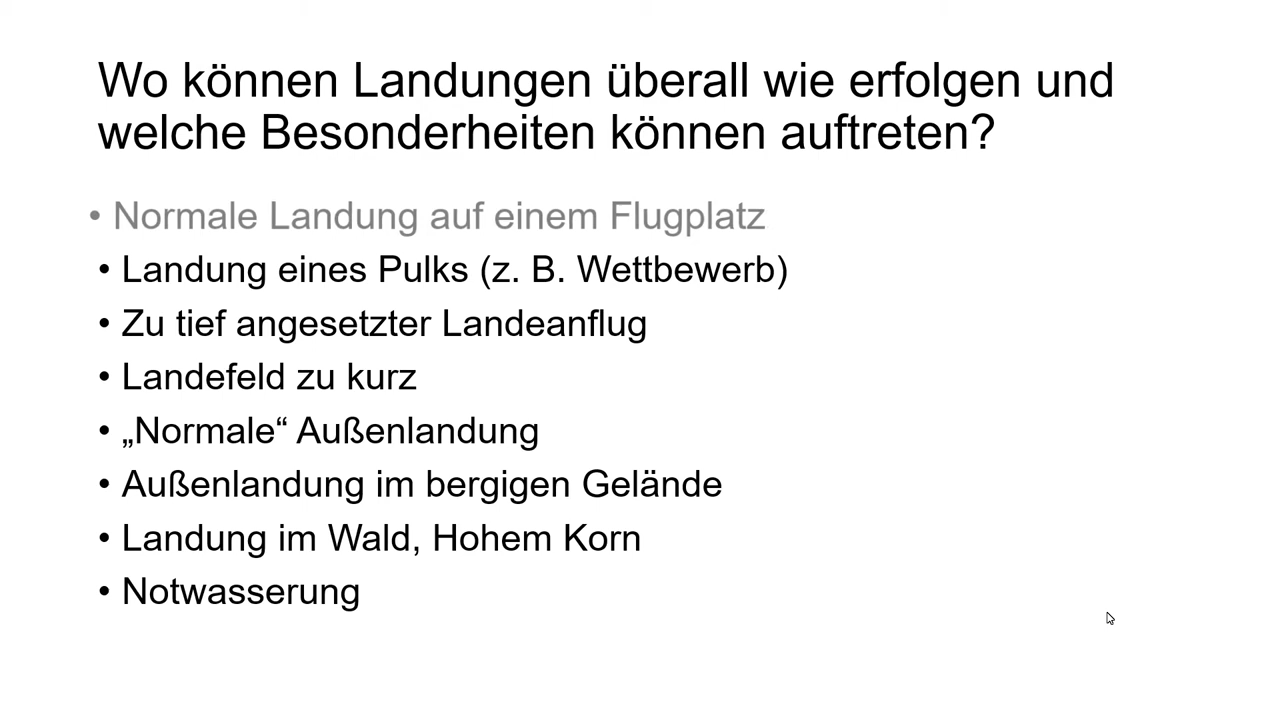 Wo können Landungen überall wie erfolgen und
welche Besonderheiten können auftreten?
• Normale Landung auf einem Flugplatz
• Landung eines Pulks (z. B. Wettbewerb)
• Zu tief angesetzter Landeanflug
• Landefeld zu kurz
• „Normale“ Außenlandung
• Außenlandung im bergigen Gelände
• Landung im Wald, Hohem Korn
• Notwasserung